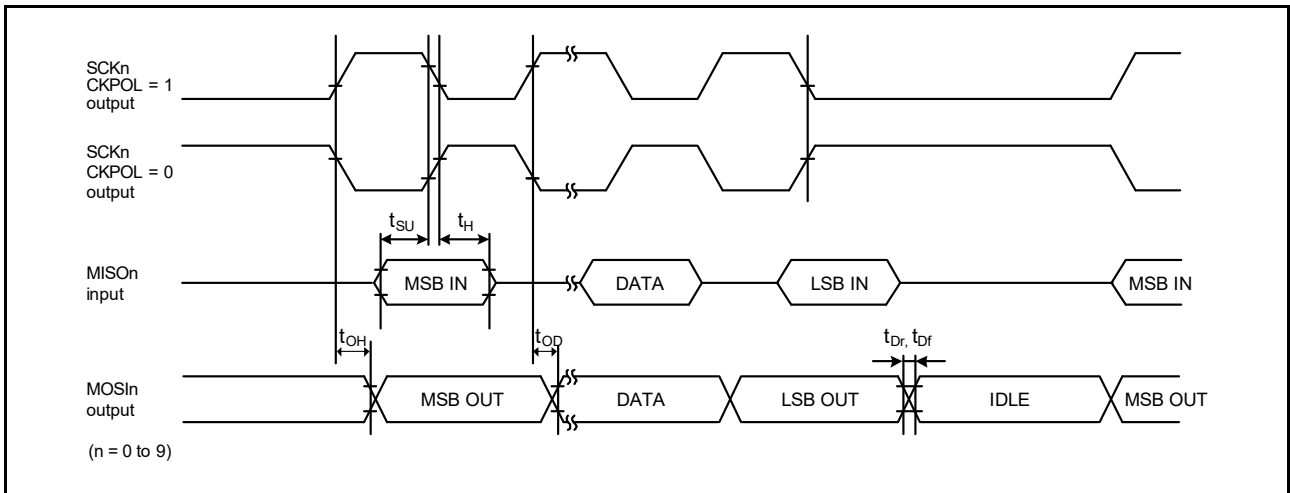 SCKn
CKPOL = 1
output
SCKn
CKPOL = 0
output
tSU
tH
MISOn
input
MSB IN
DATA
LSB IN
MSB IN
tOH
tOD
tDr, tDf
MOSIn
output
MSB OUT
DATA
LSB OUT
IDLE
MSB OUT
(n = 0 to 9)